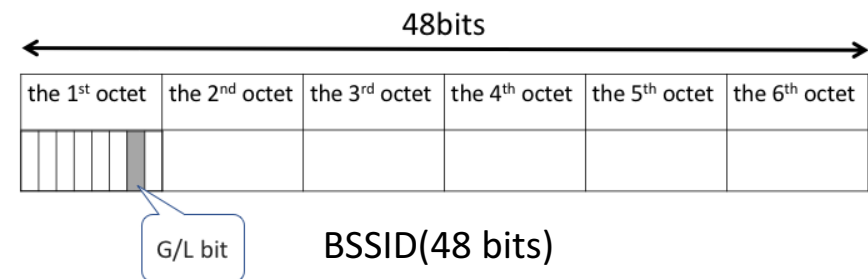 48bits
the 1st octet the 2nd octet the 3rd octet the 4th octet the 5th octet the 6th octet
G/L bit
BSSID(48 bits)